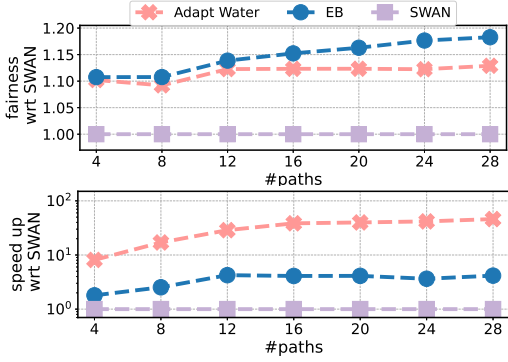 Adapt Water EB SWAN
fairness
wrt SWAN
1.20
1.15
1.10
1.05
1.00
4 8 12 16 20 24 28
#paths
speed up
wrt SWAN
10²
10¹
10⁰
4 8 12 16 20 24 28
#paths